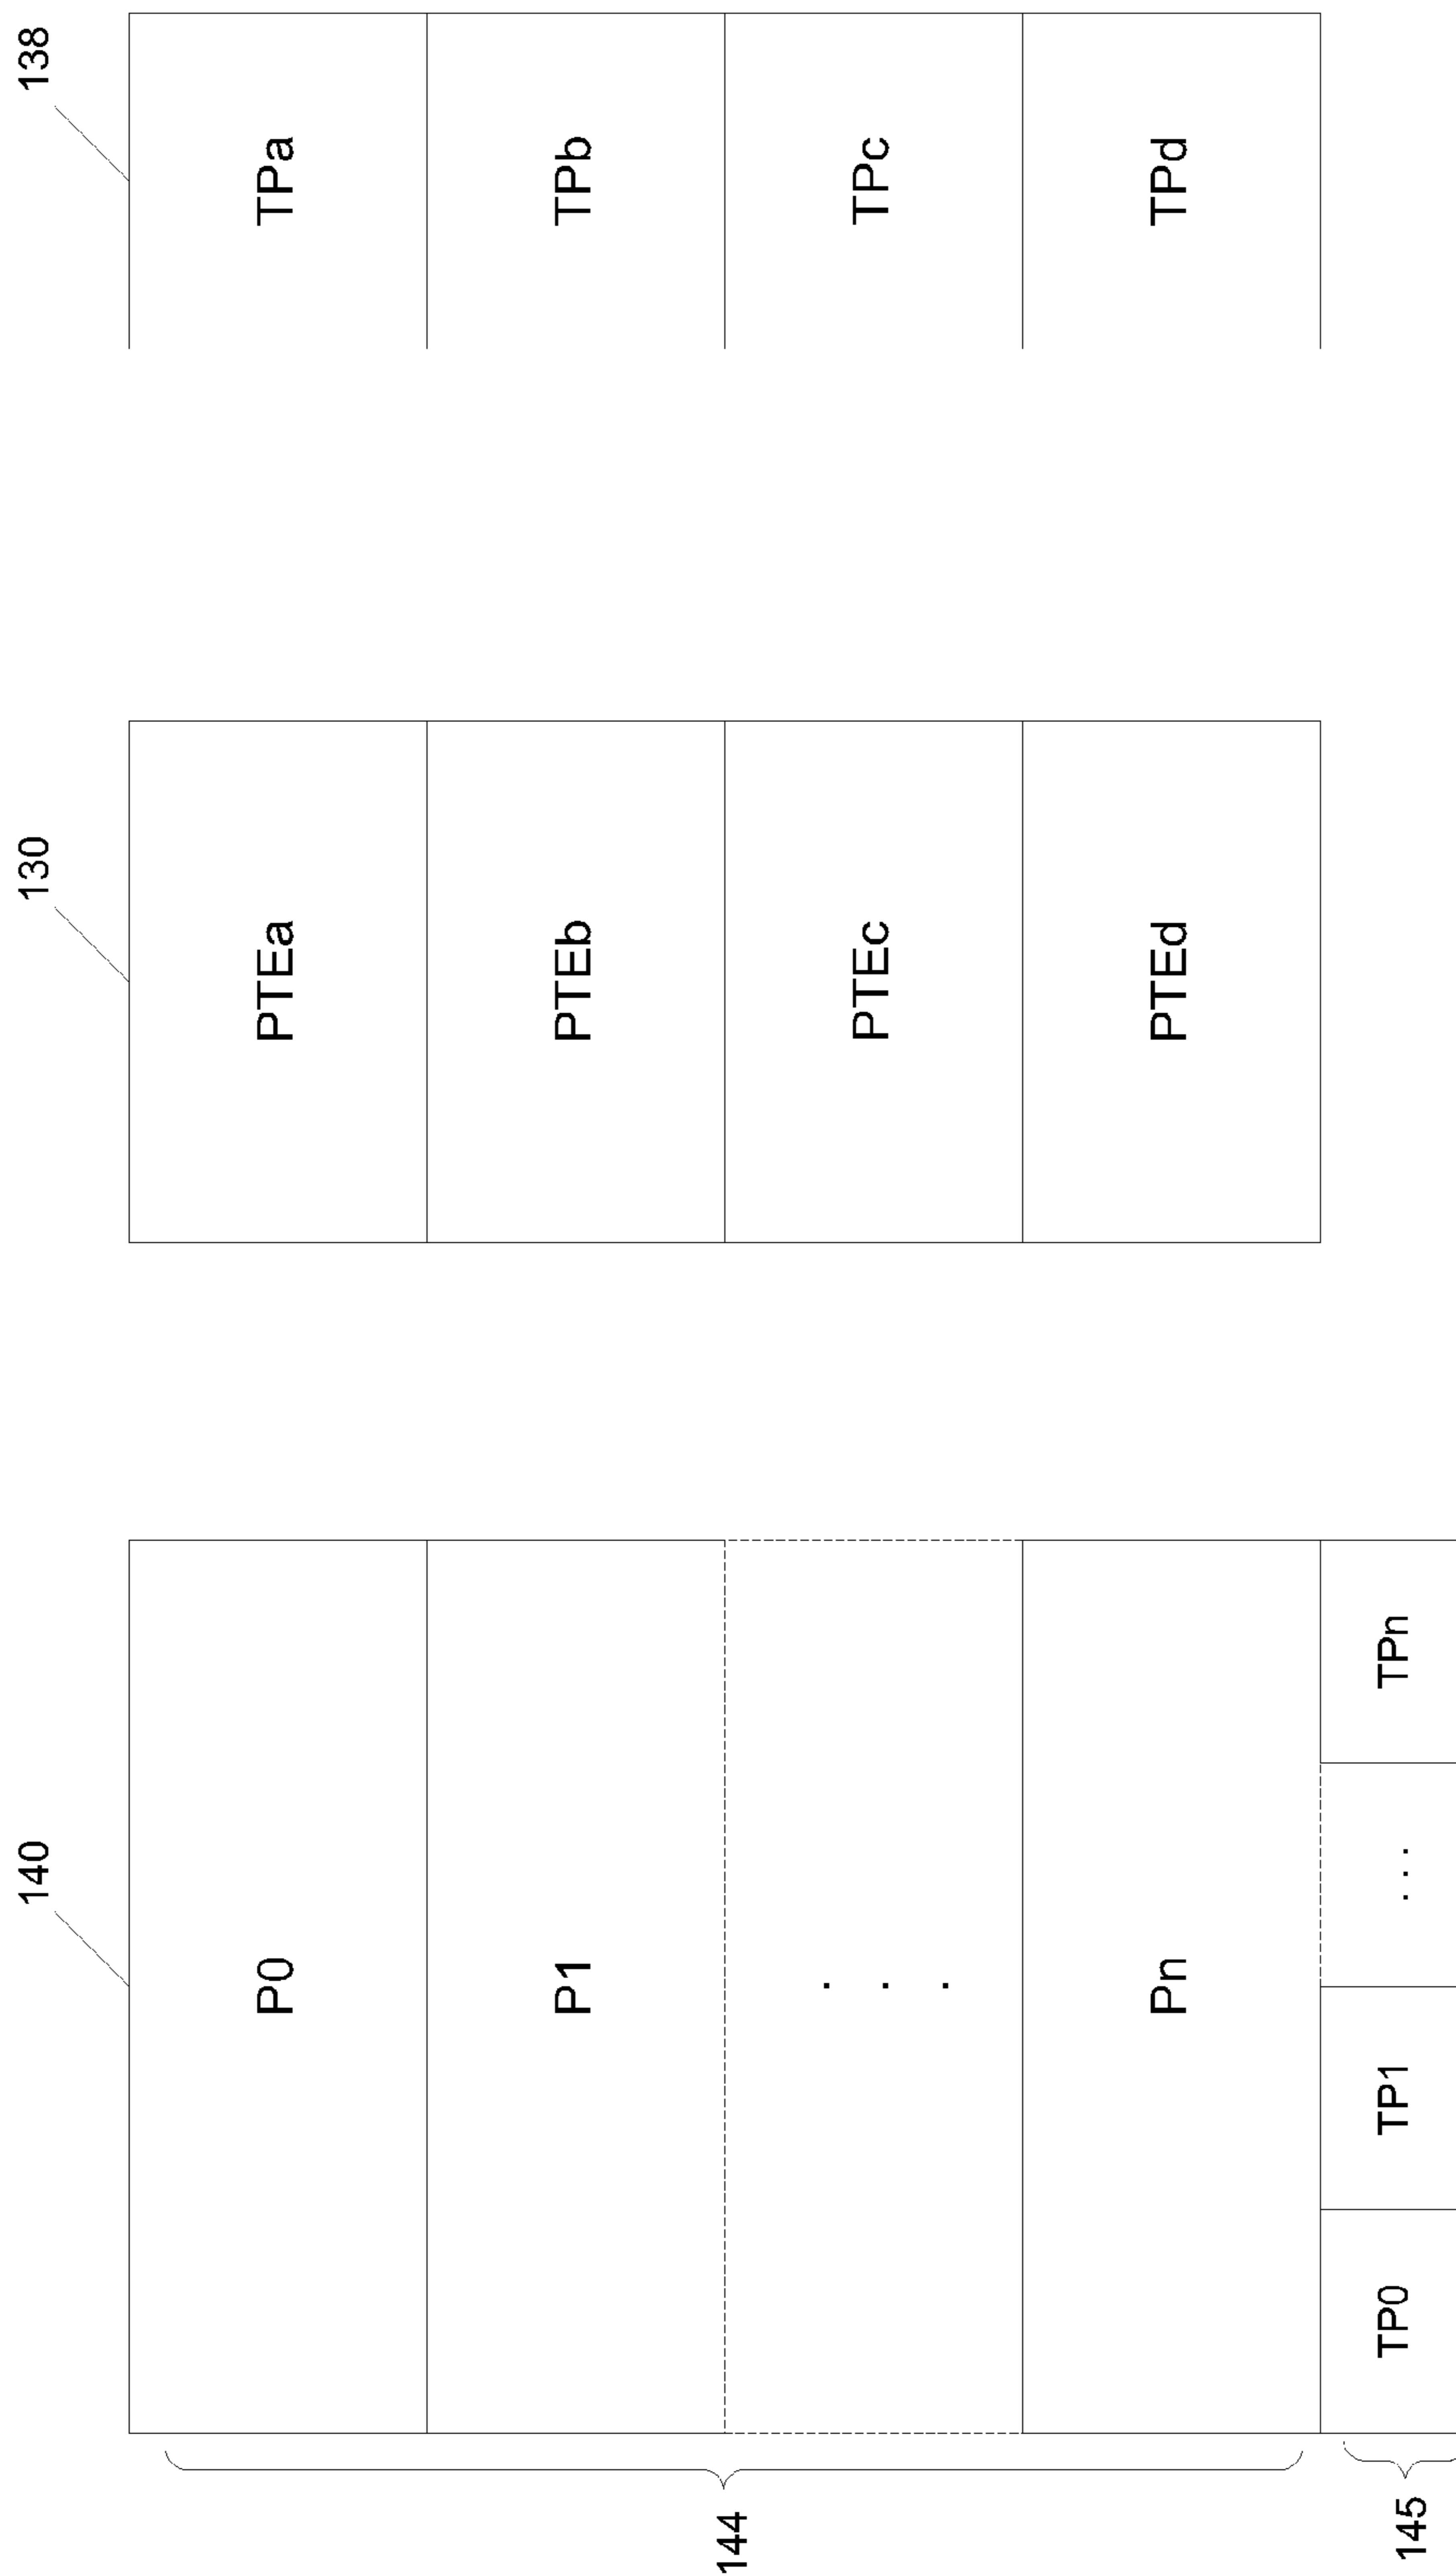 140
130
138
P0
PTEa
TPa
P1
PTEb
TPb
144
. . .
PTEc
TPc
Pn
PTEd
TPd
145
TP0
TP1
. . .
TPn